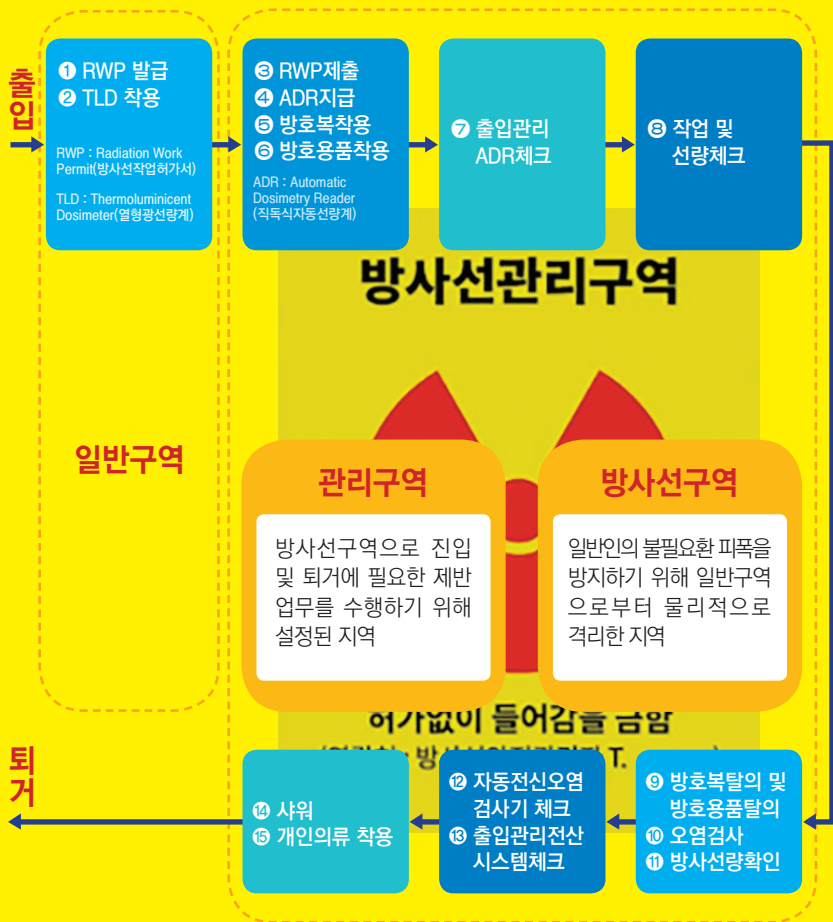 출입
❶ RWP 발급
❷ TLD 착용
RWP : Radiation Work
Permit(방사선작업허가서)
TLD : Thermoluminicent
Dosimeter(열형광선량계)
❸ RWP제출
❹ ADR지급
❺ 방호복착용
❻ 방호용품착용
ADR : Automatic
Dosimetry Reader
(직독식자동선량계)
❼ 출입관리
ADR체크
❽ 작업 및
선량체크
방사선관리구역
일반구역
관리구역
방사선구역으로 진입
및 퇴거에 필요한 제반
업무를 수행하기 위해
설정된 지역
방사선구역
일반인의 불필요환 피폭을
방지하기 위해 일반구역
으로부터 물리적으로
격리한 지역
허가없이 들어감을 금함
T.
퇴거
❾ 방호복탈의 및
방호용품탈의
❿ 오염검사
⓫ 방사선량확인
⓬ 자동전신오염
검사기 체크
⓭ 출입관리전산
시스템체크
⓮ 샤워
⓯ 개인의류 착용